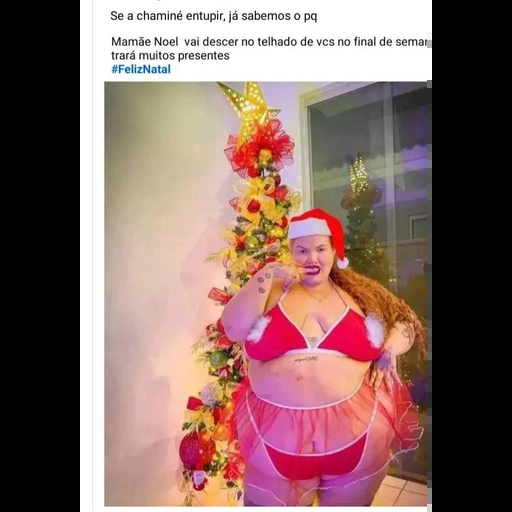 Se a chaminé entupir, já sabemos o pq
Mamãe Noel vai descer no telhado de vcs no final de
trará muitos presentes
#FelizNatal